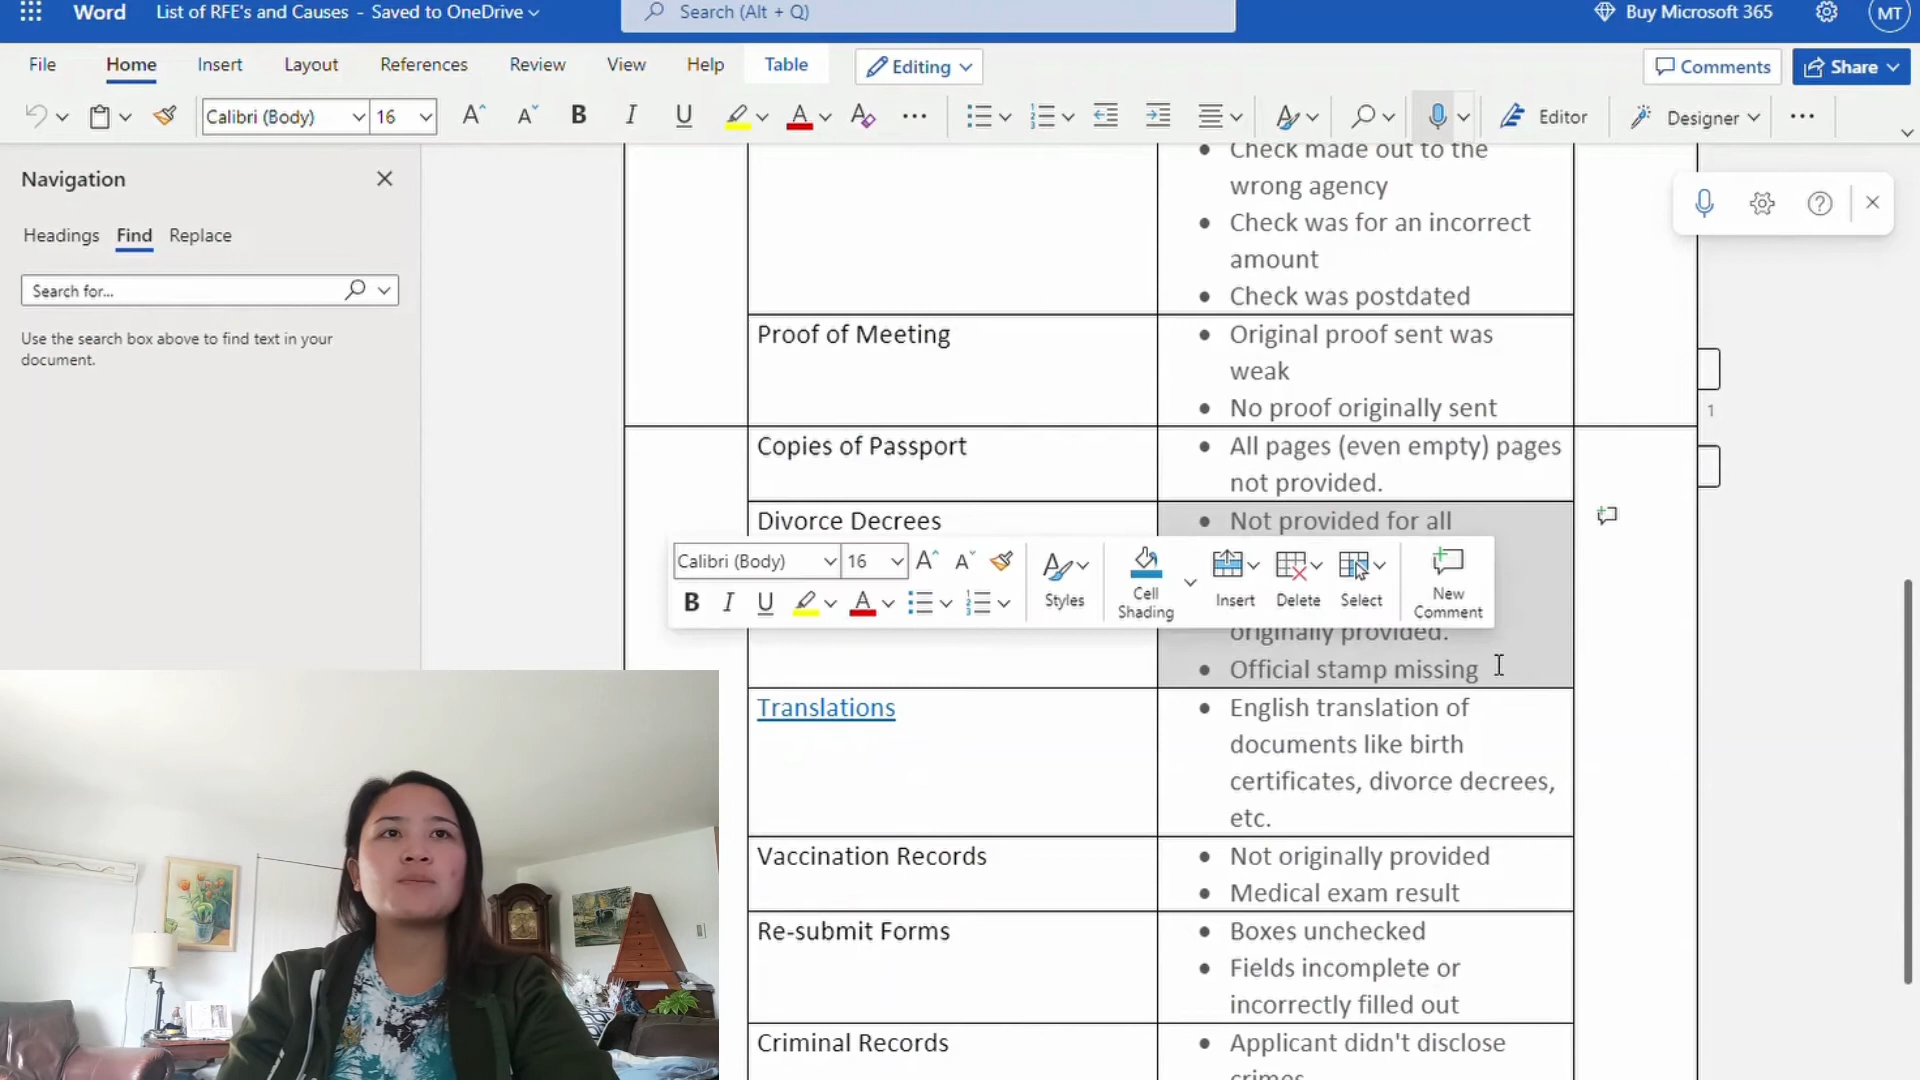 Word List of RFE's and Causes - Saved to OneDrive
Search (Alt + Q)
Buy Microsoft 365
MT
File Home Insert Layout References Review View Help Table Editing Comments Share
Calibri (Body) 16 A A B I U A A Editor Designer
Navigation
Headings Find Replace
Search for...
Use the search box above to find text in your
document.
Check made out to the
wrong agency
Check was for an incorrect
amount
Check was postdated
Proof of Meeting
Original proof sent was
weak
No proof originally sent
1
Copies of Passport
All pages (even empty) pages
not provided.
Divorce Decrees
Not provided for all
Calibri (Body) 16 A A
B I U A
Styles
Cell
Shading
Insert
Delete
Select
New
Comment
originally provided.
Official stamp missing
Translations
English translation of
documents like birth
certificates, divorce decrees,
etc.
Vaccination Records
Not originally provided
Medical exam result
Re-submit Forms
Boxes unchecked
Fields incomplete or
incorrectly filled out
Criminal Records
Applicant didn't disclose
crimes